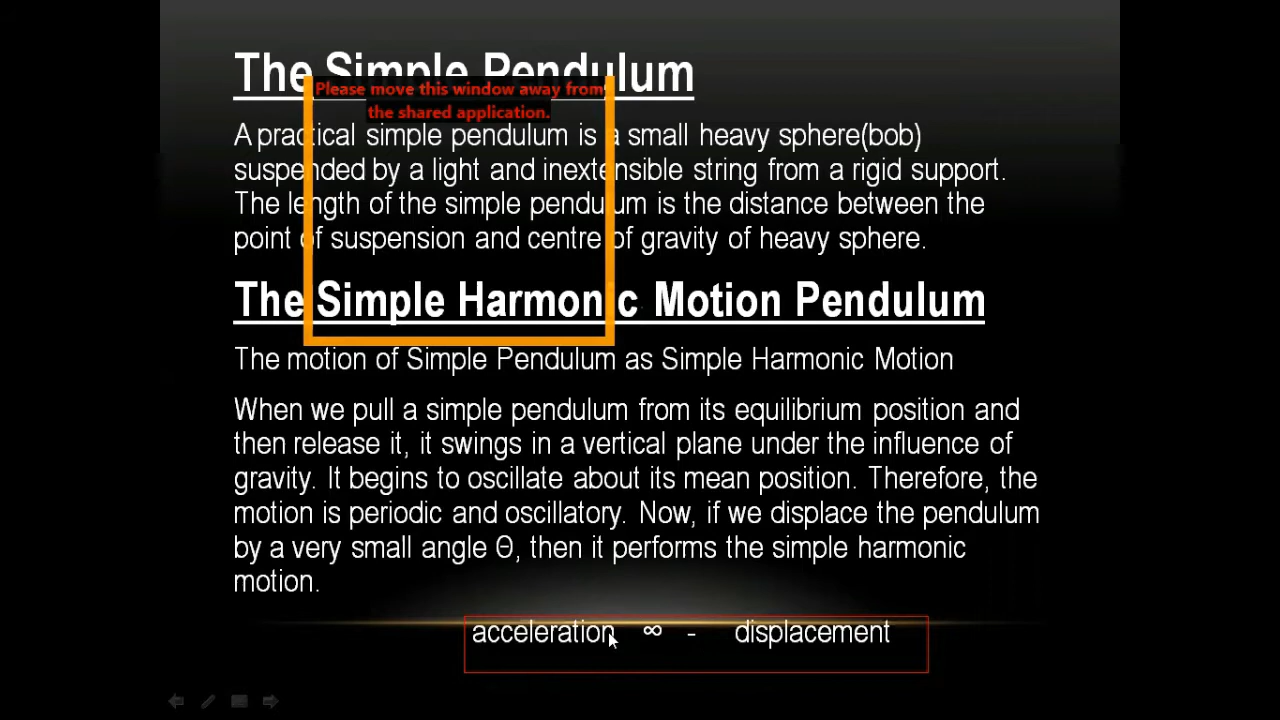 The Simple Pendulum
Please move this window away from
the shared application.
A practical simple pendulum is a small heavy sphere(bob)
suspended by a light and inextensible string from a rigid support.
The length of the simple pendulum is the distance between the
point of suspension and centre of gravity of heavy sphere.
The Simple Harmonic Motion Pendulum
The motion of Simple Pendulum as Simple Harmonic Motion
When we pull a simple pendulum from its equilibrium position and
then release it, it swings in a vertical plane under the influence of
gravity. It begins to oscillate about its mean position. Therefore, the
motion is periodic and oscillatory. Now, if we displace the pendulum
by a very small angle Θ, then it performs the simple harmonic
motion.
acceleration ∞ - displacement